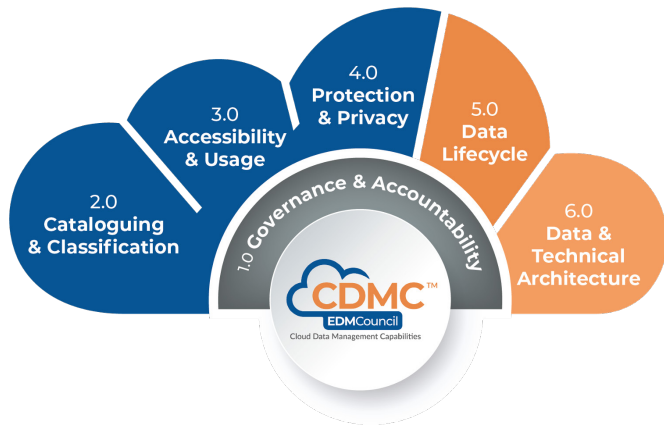 4.0
Protection
& Privacy
5.0
Data
Lifecycle
3.0
Accessibility
& Usage
2.0
Cataloguing
& Classification
6.0
Data &
Technical
Architecture
1.0 Governance & Accountability
CDMC™
EDMCouncil
Cloud Data Management Capabilities